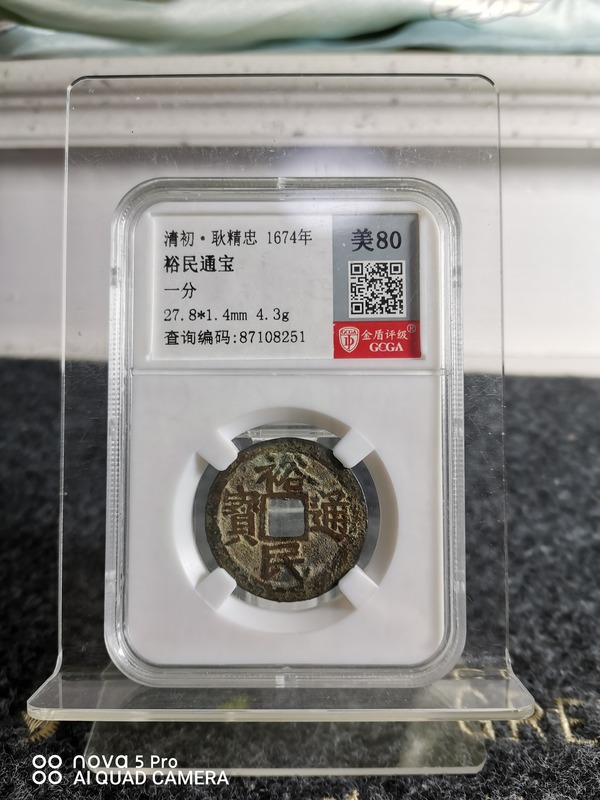 清初·耿精忠 1674年
裕民通宝
一分
27.8*1.4mm 4.3g
查询编码:87108251
美80
GCGA
金盾评级®
GCGA
裕民通寳
nova 5 Pro
AI QUAD CAMERA